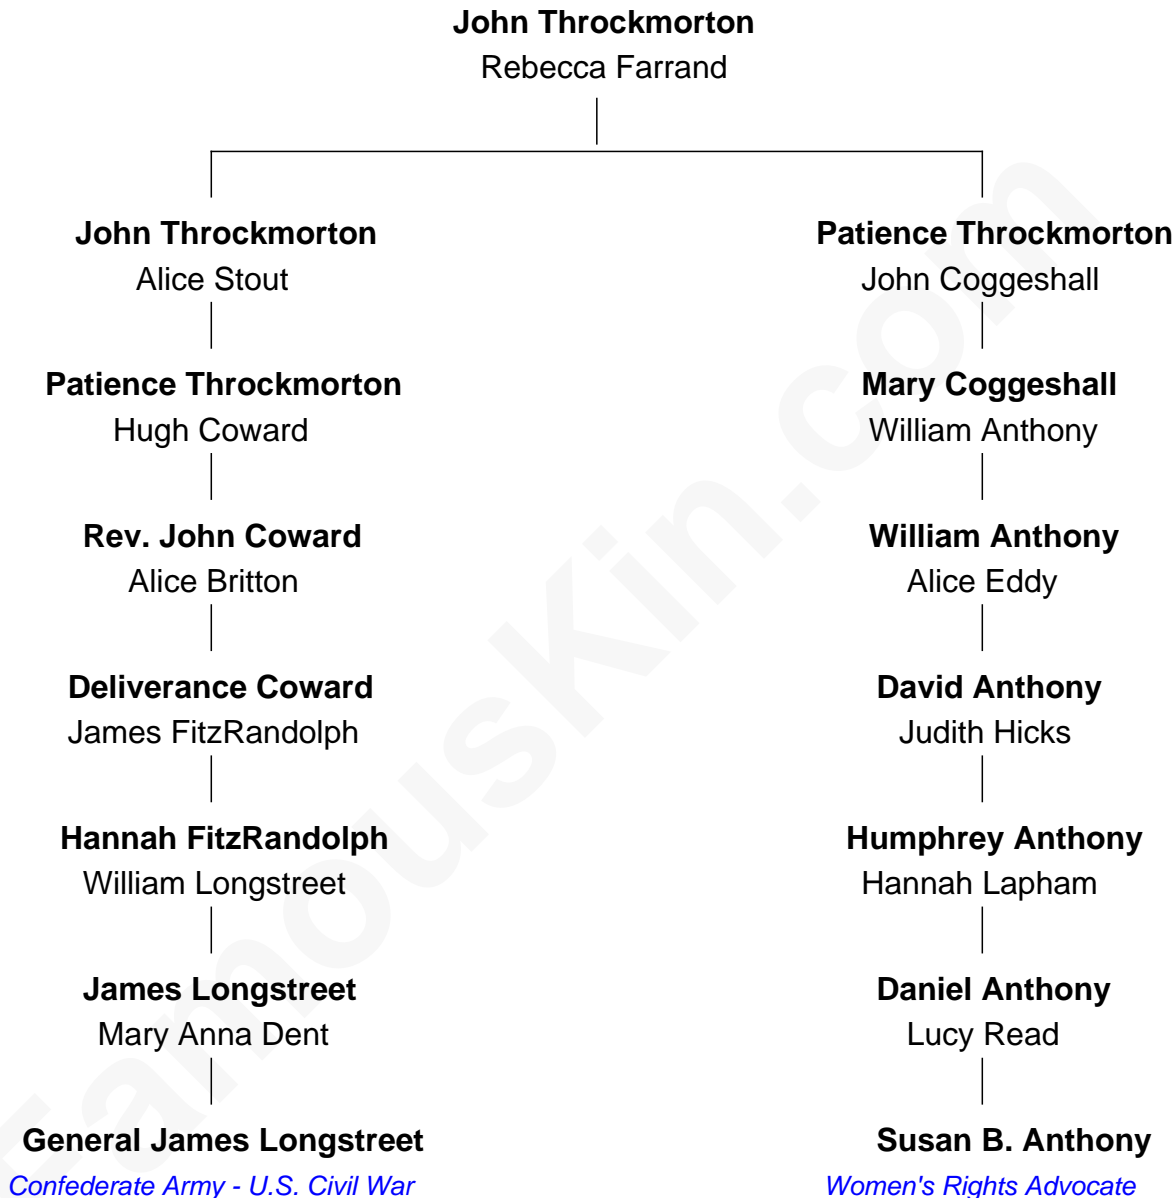 John Throckmorton
Rebecca Farrand
John Throckmorton
Alice Stout
Patience Throckmorton
Hugh Coward
Rev. John Coward
Alice Britton
Deliverance Coward
James FitzRandolph
Hannah FitzRandolph
William Longstreet
James Longstreet
Mary Anna Dent
General James Longstreet
Confederate Army - U.S. Civil War
Patience Throckmorton
John Coggeshall
Mary Coggeshall
William Anthony
William Anthony
Alice Eddy
David Anthony
Judith Hicks
Humphrey Anthony
Hannah Lapham
Daniel Anthony
Lucy Read
Susan B. Anthony
Women's Rights Advocate
FamousKin.com